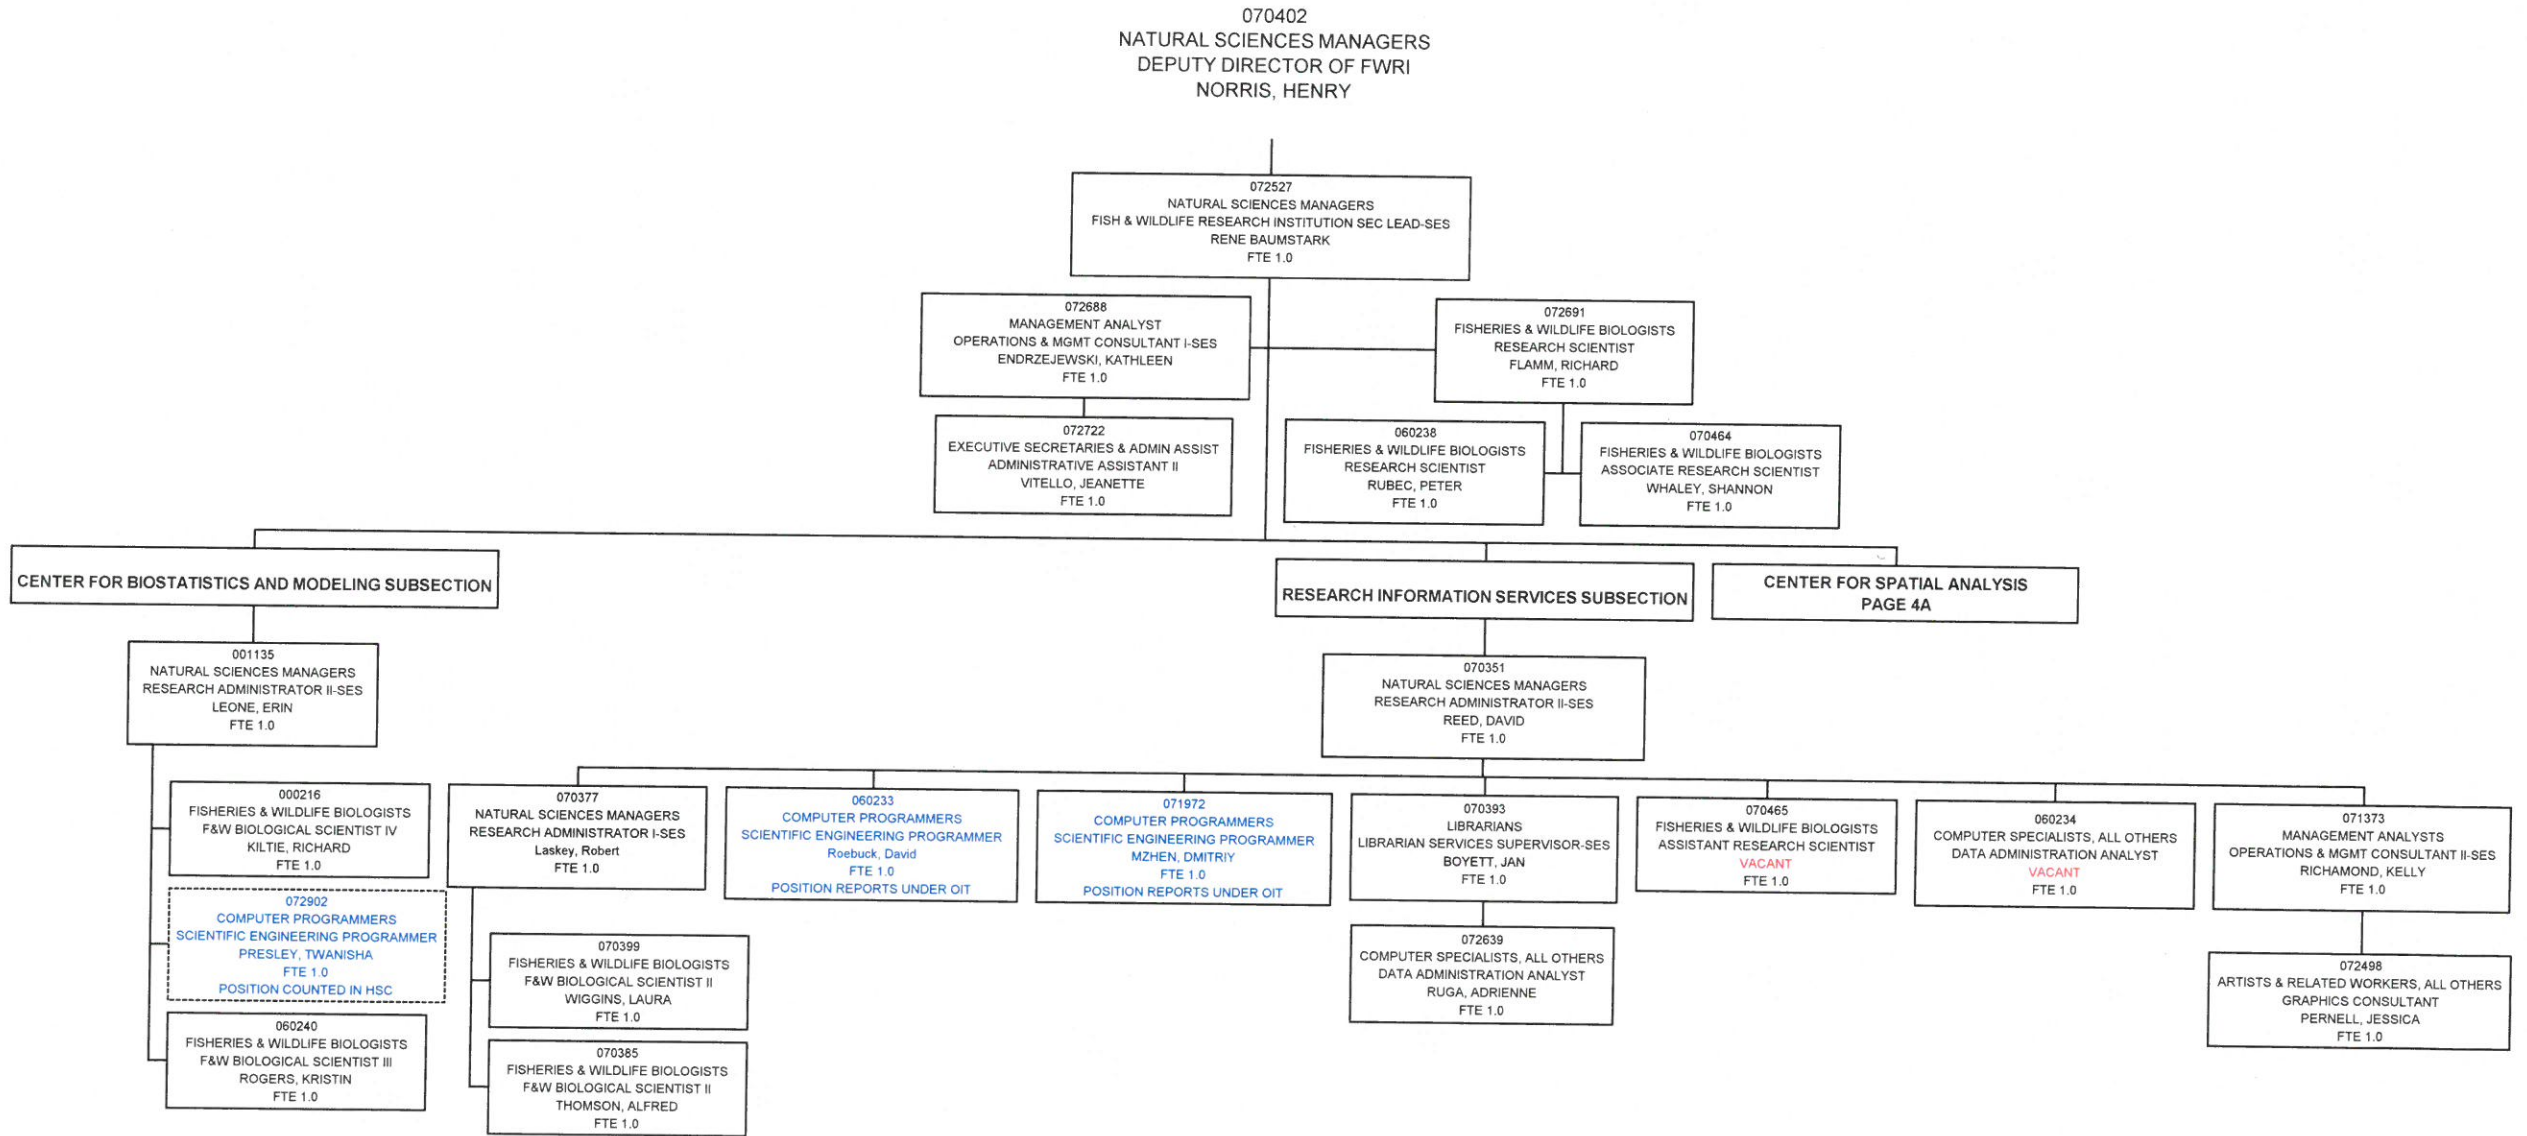 070402
NATURAL SCIENCES MANAGERS
DEPUTY DIRECTOR OF FWRI
NORRIS, HENRY
072527
NATURAL SCIENCES MANAGERS
FISH & WILDLIFE RESEARCH INSTITUTION SEC LEAD-SES
RENE BAUMSTARK
FTE 1.0
072688
MANAGEMENT ANALYST
OPERATIONS & MGMT CONSULTANT I-SES
ENDRZEJEWSKI, KATHLEEN
FTE 1.0
072691
FISHERIES & WILDLIFE BIOLOGISTS
RESEARCH SCIENTIST
FLAMM, RICHARD
FTE 1.0
072722
EXECUTIVE SECRETARIES & ADMIN ASSIST
ADMINISTRATIVE ASSISTANT II
VITELLO, JEANETTE
FTE 1.0
060238
FISHERIES & WILDLIFE BIOLOGISTS
RESEARCH SCIENTIST
RUBEC, PETER
FTE 1.0
070464
FISHERIES & WILDLIFE BIOLOGISTS
ASSOCIATE RESEARCH SCIENTIST
WHALEY, SHANNON
FTE 1.0
CENTER FOR BIOSTATISTICS AND MODELING SUBSECTION
RESEARCH INFORMATION SERVICES SUBSECTION
CENTER FOR SPATIAL ANALYSIS
PAGE 4A
001135
NATURAL SCIENCES MANAGERS
RESEARCH ADMINISTRATOR II-SES
LEONE, ERIN
FTE 1.0
070351
NATURAL SCIENCES MANAGERS
RESEARCH ADMINISTRATOR II-SES
REED, DAVID
FTE 1.0
000216
FISHERIES & WILDLIFE BIOLOGISTS
F&W BIOLOGICAL SCIENTIST IV
KILTIE, RICHARD
FTE 1.0
070377
NATURAL SCIENCES MANAGERS
RESEARCH ADMINISTRATOR I-SES
Laskey, Robert
FTE 1.0
060233
COMPUTER PROGRAMMERS
SCIENTIFIC ENGINEERING PROGRAMMER
Roebuck, David
FTE 1.0
POSITION REPORTS UNDER OIT
071972
COMPUTER PROGRAMMERS
SCIENTIFIC ENGINEERING PROGRAMMER
MZHEN, DMITRIY
FTE 1.0
POSITION REPORTS UNDER OIT
070393
LIBRARIANS
LIBRARIAN SERVICES SUPERVISOR-SES
BOYETT, JAN
FTE 1.0
070465
FISHERIES & WILDLIFE BIOLOGISTS
ASSISTANT RESEARCH SCIENTIST
VACANT
FTE 1.0
060234
COMPUTER SPECIALISTS, ALL OTHERS
DATA ADMINISTRATION ANALYST
VACANT
FTE 1.0
071373
MANAGEMENT ANALYSTS
OPERATIONS & MGMT CONSULTANT II-SES
RICHAMOND, KELLY
FTE 1.0
072902
COMPUTER PROGRAMMERS
SCIENTIFIC ENGINEERING PROGRAMMER
PRESLEY, TWANISHA
FTE 1.0
POSITION COUNTED IN HSC
070399
FISHERIES & WILDLIFE BIOLOGISTS
F&W BIOLOGICAL SCIENTIST II
WIGGINS, LAURA
FTE 1.0
072639
COMPUTER SPECIALISTS, ALL OTHERS
DATA ADMINISTRATION ANALYST
RUGA, ADRIENNE
FTE 1.0
072498
ARTISTS & RELATED WORKERS, ALL OTHERS
GRAPHICS CONSULTANT
PERNELL, JESSICA
FTE 1.0
060240
FISHERIES & WILDLIFE BIOLOGISTS
F&W BIOLOGICAL SCIENTIST III
ROGERS, KRISTIN
FTE 1.0
070385
FISHERIES & WILDLIFE BIOLOGISTS
F&W BIOLOGICAL SCIENTIST II
THOMSON, ALFRED
FTE 1.0